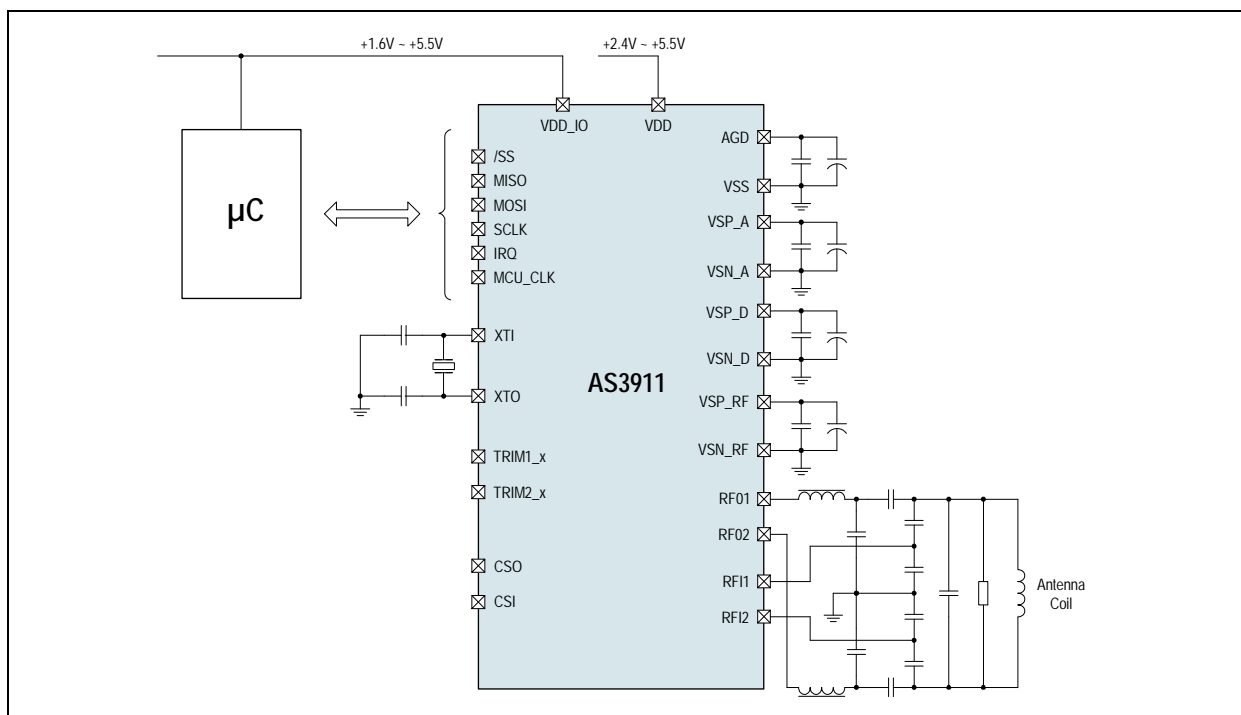 +1.6V ~ +5.5V
+2.4V ~ +5.5V
VDD_IO
VDD
µC
/SS
MISO
MOSI
SCLK
IRQ
MCU_CLK
XTI
XTO
TRIM1_x
TRIM2_x
CSO
CSI
AS3911
AGD
VSS
VSP_A
VSN_A
VSP_D
VSN_D
VSP_RF
VSN_RF
RF01
RF02
RFI1
RFI2
Antenna
Coil